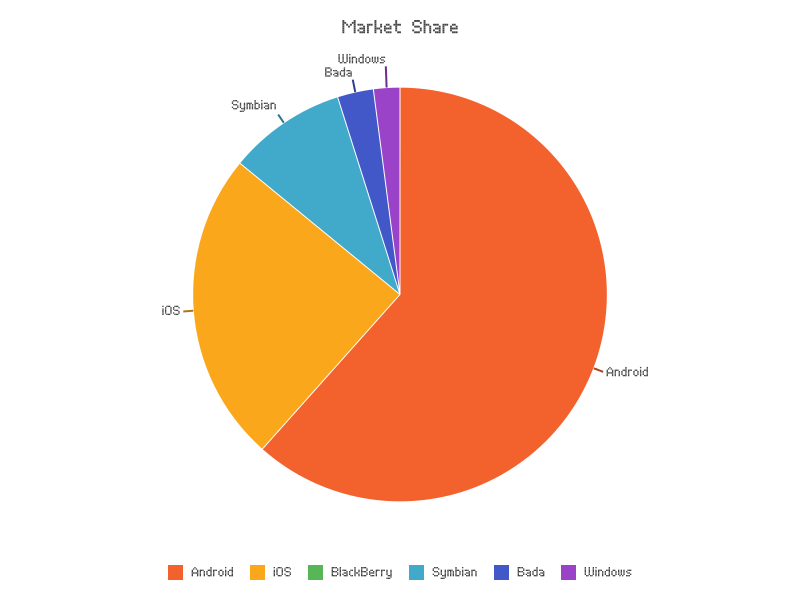 Market Share
Windows
Bada
Symbian
iOS
Android
Android iOS BlackBerry Symbian Bada Windows